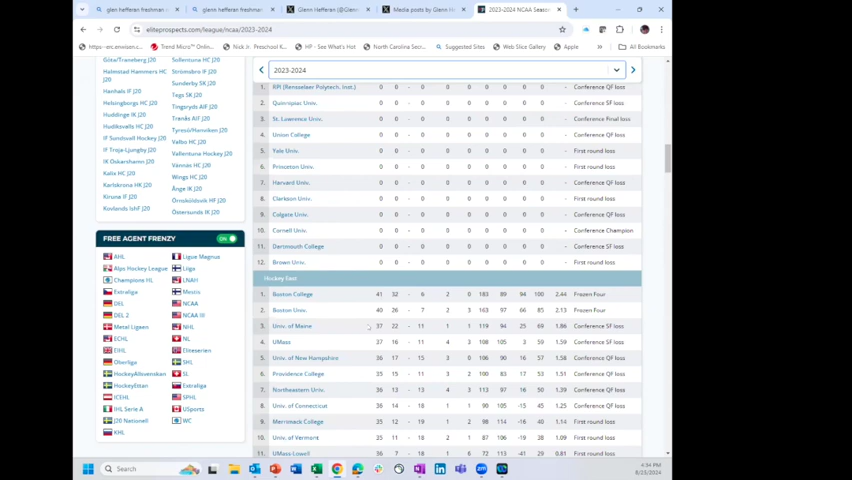 glen hefferan freshman -
glenn hefferan freshman
Glenn Hefferan (@Glenn
Media posts by Glenn H
2023-2024 NCAA Seaso
eliteprospects.com/league/ncaa/2023-2024
Trend Micro™ Onlin...
Nick Jr. Preschool K...
HP - See What's Hot
North Carolina Secr...
Suggested Sites
Web Slice Gallery
Apple
All Bookmarks
Göta/Traneberg IJ20
Halmstad Hammers HC J20
Hanhals IF J20
Helsingborgs HC J20
Huddinge IK J20
Hudiksvalls HC J20
IF Sundsvall Hockey J20
IF Troja-Ljungby J20
IK Oskarshamn J20
Kalix HC J20
Karlskrona HK J20
Kiruna IF J20
Kovlands IshF J20
Sollentuna HC J20
Strömsbro IF J20
Sunderby SK J20
Tegs SK J20
Tingsryds AIF J20
Tranås AIF J20
Tyresö/Hanviken J20
Valbo HC J20
Vallentuna Hockey J20
Vännäs HC J20
Wings HC J20
Ånge IK J20
Örnsköldsvik HF J20
Östersunds IK J20
FREE AGENT FRENZY ON
AHL
Alps Hockey League
Champions HL
Extraliga
DEL
DEL 2
Metal Ligaen
ECHL
EIHL
Eteliga
HockeyAllsvenskan
HockeyEttan
ICEHL
IHL Serie A
J20 Nationell
KHL
Ligue Magnus
Liiga
LNAH
Mestis
NCAA
NCAA III
NHL
NL
Eliteserien
SHL
SL
Extraliga
SPHL
USports
WC
2023-2024
1. RPI (Rensselaer Polytech. Inst.) 0 0 - 0 0 0 0 0 0 0 - Conference QF loss
2. Quinnipiac Univ. 0 0 - 0 0 0 0 0 0 0 - Conference SF loss
3. St. Lawrence Univ. 0 0 - 0 0 0 0 0 0 0 - Conference Final loss
4. Union College 0 0 - 0 0 0 0 0 0 0 - Conference QF loss
5. Yale Univ. 0 0 - 0 0 0 0 0 0 0 - First round loss
6. Princeton Univ. 0 0 - 0 0 0 0 0 0 0 - First round loss
7. Harvard Univ. 0 0 - 0 0 0 0 0 0 0 - First round loss
8. Clarkson Univ. 0 0 - 0 0 0 0 0 0 0 - First round loss
9. Colgate Univ. 0 0 - 0 0 0 0 0 0 0 - Conference QF loss
10. Cornell Univ. 0 0 - 0 0 0 0 0 0 0 - Conference Champion
11. Dartmouth College 0 0 - 0 0 0 0 0 0 0 - Conference SF loss
12. Brown Univ. 0 0 - 0 0 0 0 0 0 0 - First round loss
Hockey East
1. Boston College 41 32 - 6 2 0 183 89 94 100 2.44 Frozen Four
2. Boston Univ. 40 26 - 7 2 3 163 97 66 85 2.13 Frozen Four
3. Univ. of Maine 37 22 - 11 1 1 119 94 25 69 1.86 Conference SF loss
4. UMass 37 16 - 11 4 3 108 105 3 59 1.59 Conference SF loss
5. Univ. of New Hampshire 36 17 - 15 3 0 106 90 16 57 1.58 Conference QF loss
6. Providence College 35 15 - 11 3 2 100 83 17 53 1.51 Conference QF loss
7. Northeastern Univ. 36 13 - 13 4 3 113 97 16 50 1.39 Conference QF loss
8. Univ. of Connecticut 36 14 - 18 1 1 90 105 -15 45 1.25 Conference QF loss
9. Merrimack College 35 12 - 19 1 2 98 114 -16 40 1.14 First round loss
10. Univ. of Vermont 35 11 - 18 2 1 87 106 -19 38 1.09 First round loss
11. UMass-Lowell 36 7 - 18 6 2 72 113 -41 29 0.81 First round loss
Search
4:34 PM
8/23/2024